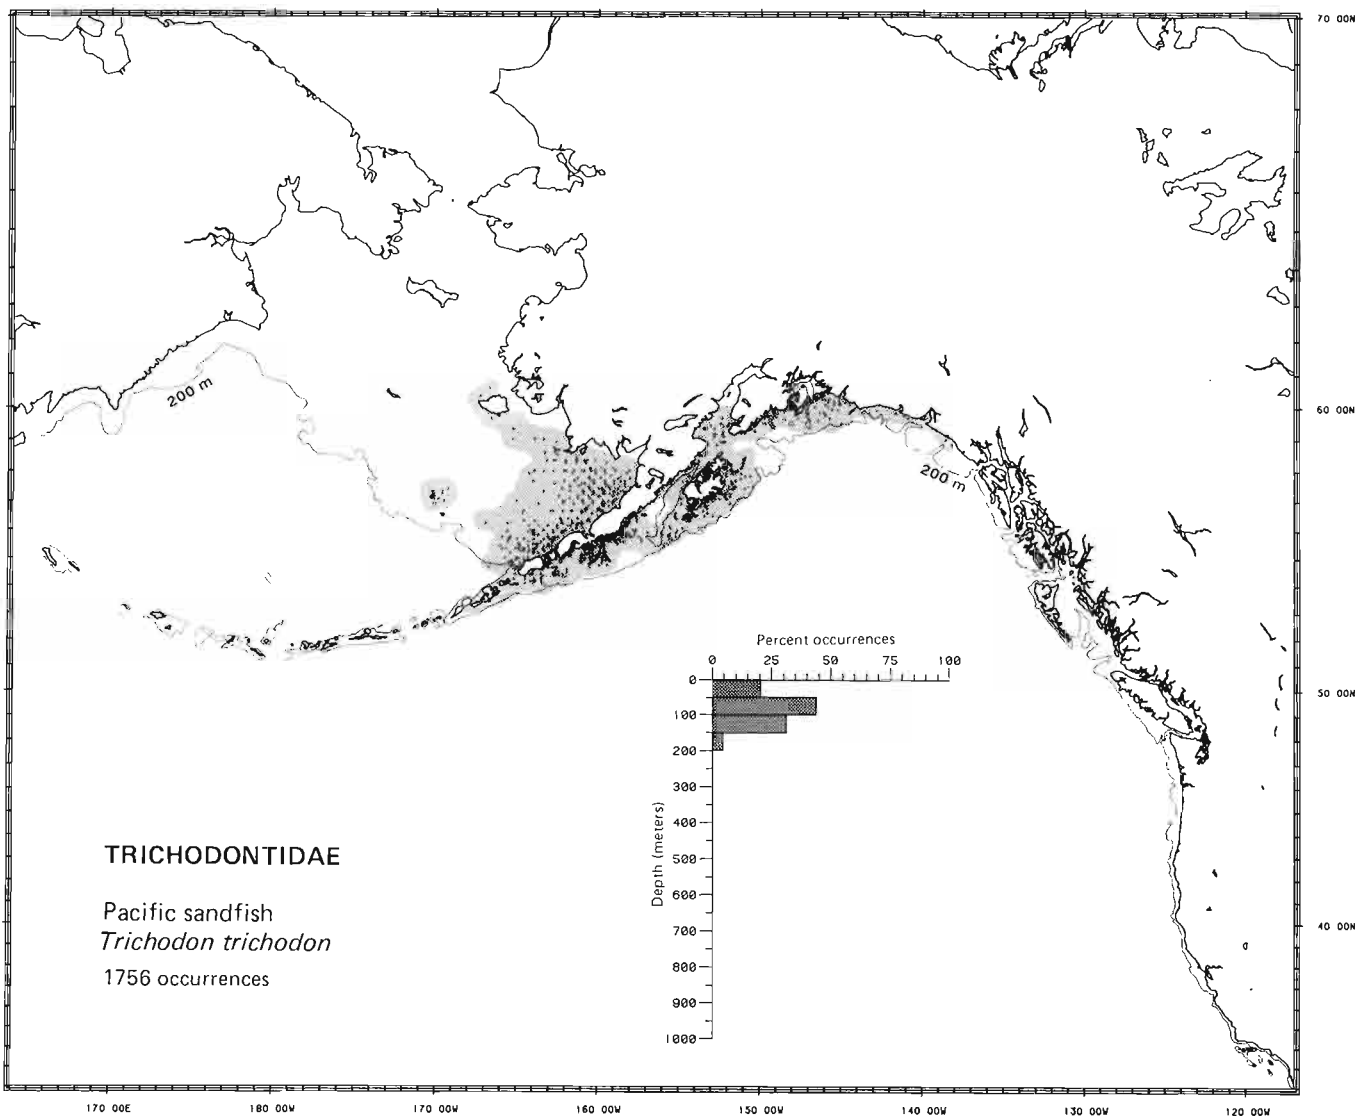 70 00N
200 m
60 00N
200 m
Percent occurrences
0 25 50 75 100
0
50 00N
100
200
300
400
Depth (meters)
500
600
700
800
900
1000
40 00N
TRICHODONTIDAE
Pacific sandfish
Trichodon trichodon
1756 occurrences
170 00E 180 00W 170 00W 160 00W 150 00W 140 00W 130 00W 120 00W